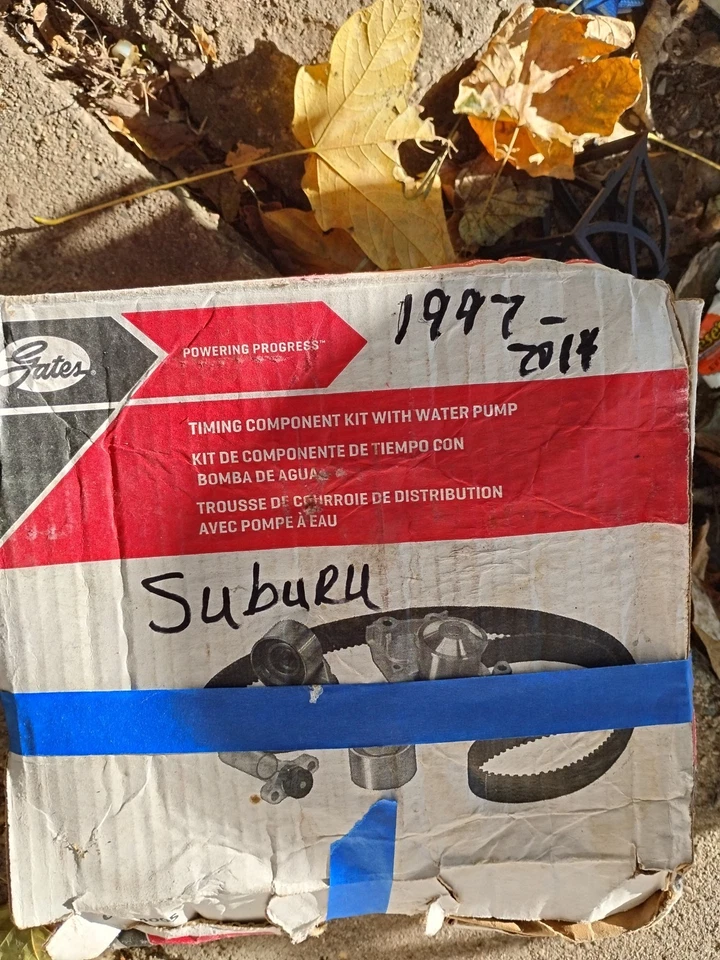 Gates
POWERING PROGRESS™
1997-
2014
TIMING COMPONENT KIT WITH WATER PUMP
KIT DE COMPONENTE DE TIEMPO CON
BOMBA DE AGUA
TROUSSE DE COURROIE DE DISTRIBUTION
AVEC POMPE À EAU
SUbURU